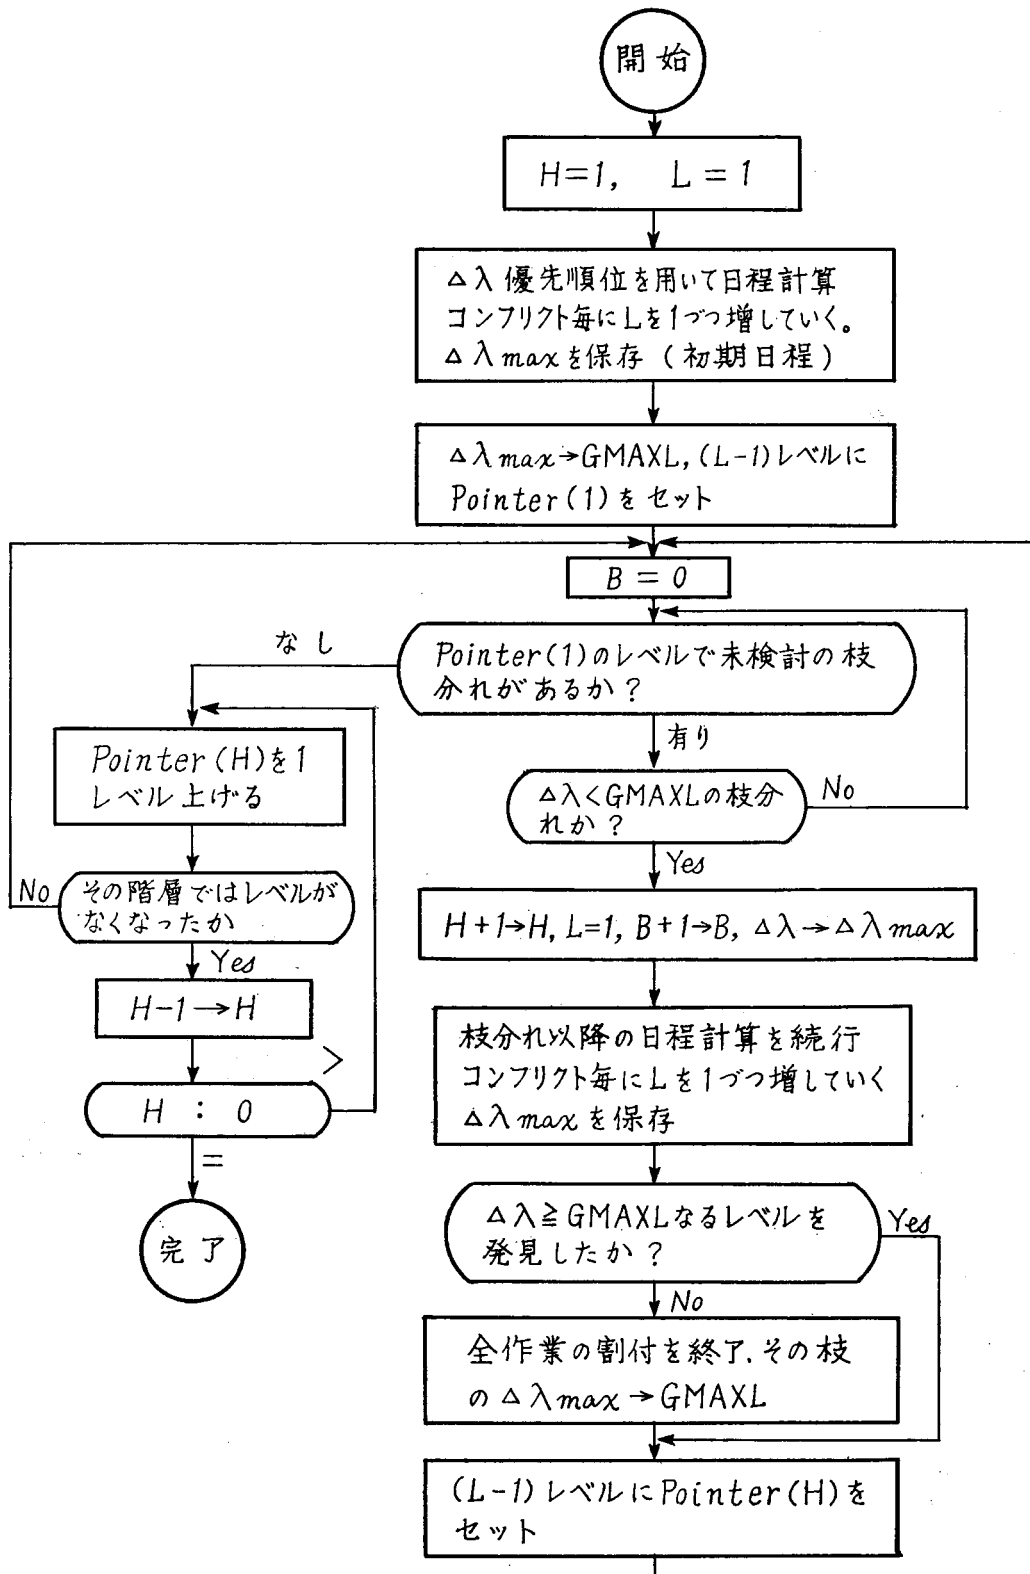 開始
H=1, L=1
△λ優先順位を用いて日程計算
コンフリクト毎にLを1づつ増していく。
△λmaxを保存(初期日程)
△λmax→GMAXL,(L-1)レベルに
Pointer(1)をセット
B=0
Pointer(1)のレベルで未検討の枝
分れがあるか?
なし
有り
Pointer(H)を1
レベル上げる
△λ<GMAXLの枝分
れか?
No
Yes
その階層ではレベルが
なくなったか
No
Yes
H+1→H, L=1, B+1→B, △λ→△λmax
H-1→H
枝分れ以降の日程計算を続行
コンフリクト毎にLを1づつ増していく
△λmaxを保存
H : 0
>
=
完了
△λ≧GMAXLなるレベルを
発見したか?
Yes
No
全作業の割付を終了.その枝
の△λmax→GMAXL
(L-1)レベルにPointer(H)を
セット